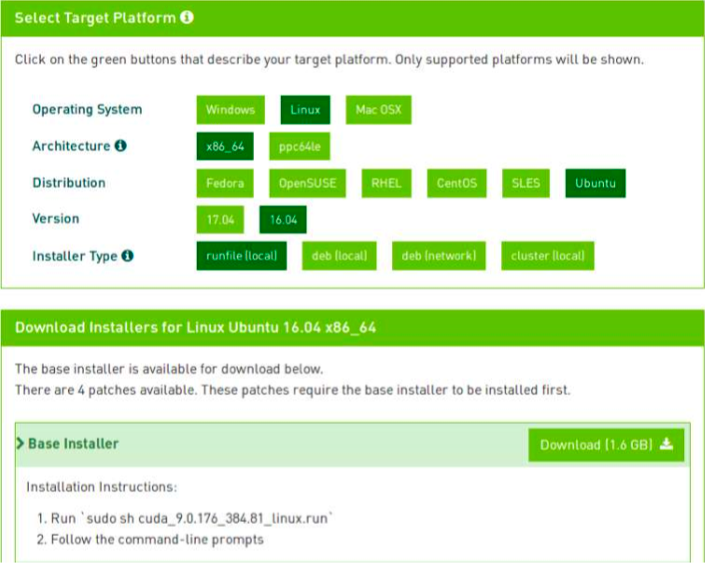 Select Target Platform
Click on the green buttons that describe your target platform. Only supported platforms will be shown.
Operating System Windows Linux Mac OSX
Architecture x86_64 ppc64le
Distribution Fedora OpenSUSE RHEL CentOS SLES Ubuntu
Version 17.04 16.04
Installer Type runfile (local) deb (local) deb (network) cluster (local)
Download Installers for Linux Ubuntu 16.04 x86_64
The base installer is available for download below.
There are 4 patches available. These patches require the base installer to be installed first.
Base Installer Download (1.6 GB)
Installation Instructions:
1. Run `sudo sh cuda_9.0.176_384.81_linux.run`
2. Follow the command-line prompts